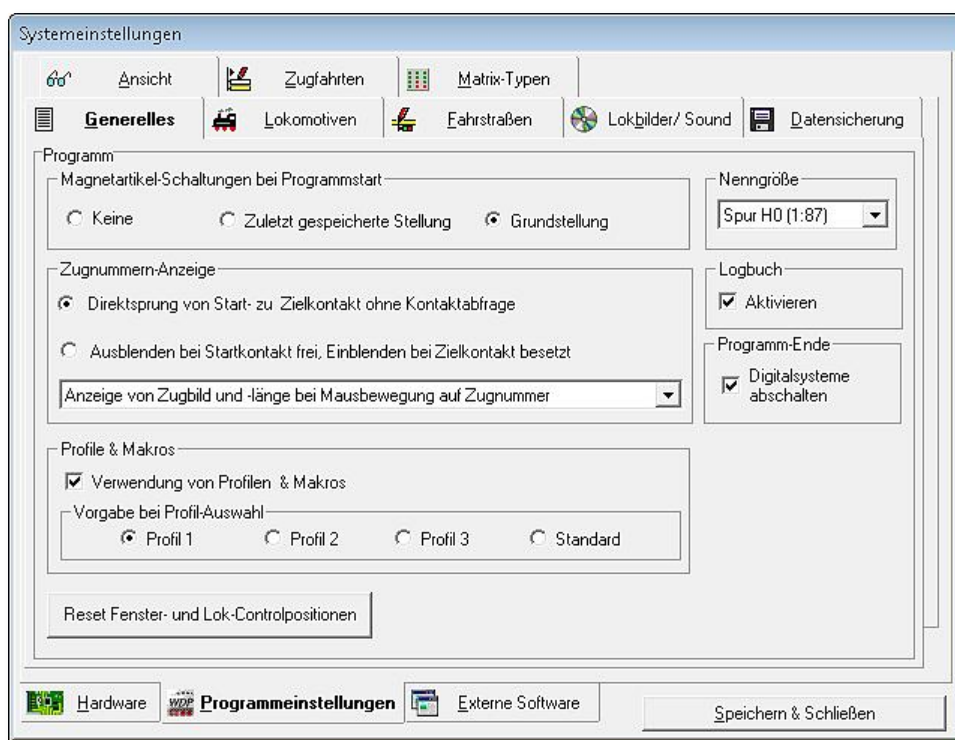 Systemeinstellungen
Ansicht
Zugfahrten
Matrix-Typen
Generelles
Lokomotiven
Fahrstraßen
Lokbilder/ Sound
Datensicherung
Programm
Magnetartikel-Schaltungen bei Programmstart
Keine
Zuletzt gespeicherte Stellung
Grundstellung
Nenngröße
Spur H0 (1:87)
Zugnummern-Anzeige
Direktsprung von Start- zu Zielkontakt ohne Kontaktabfrage
Ausblenden bei Startkontakt frei, Einblenden bei Zielkontakt besetzt
Anzeige von Zugbild und -länge bei Mausbewegung auf Zugnummer
Logbuch
Aktivieren
Programm-Ende
Digitalsysteme
abschalten
Profile & Makros
Verwendung von Profilen & Makros
Vorgabe bei Profil-Auswahl
Profil 1
Profil 2
Profil 3
Standard
Reset Fenster- und Lok-Controlpositionen
Hardware
WDP
Programmeinstellungen
Externe Software
Speichern & Schließen